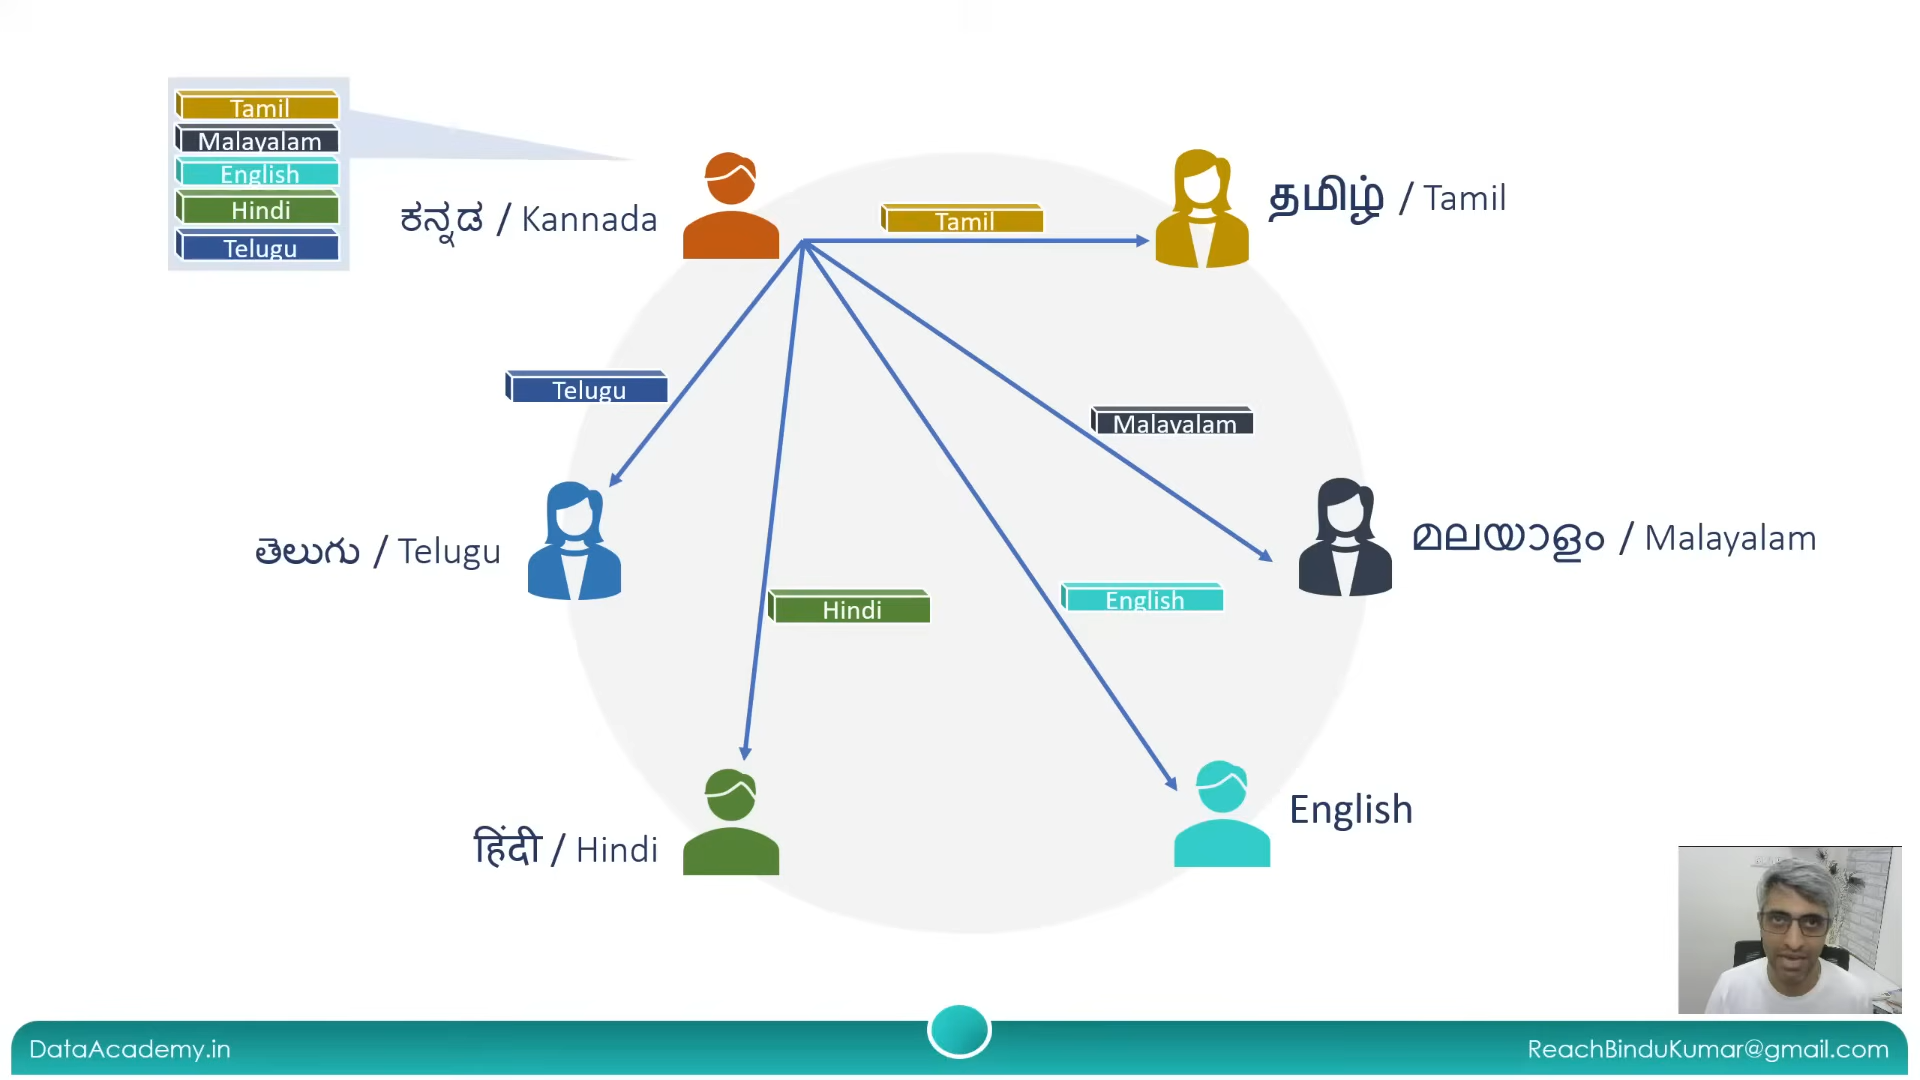 Tamil
Malayalam
English
Hindi
Telugu
ಕನ್ನಡ / Kannada
Tamil
தமிழ் / Tamil
Telugu
Malayalam
తెలుగు / Telugu
മലയാളം / Malayalam
Hindi
English
हिंदी / Hindi
English
DataAcademy.in
ReachBinduKumar@gmail.com